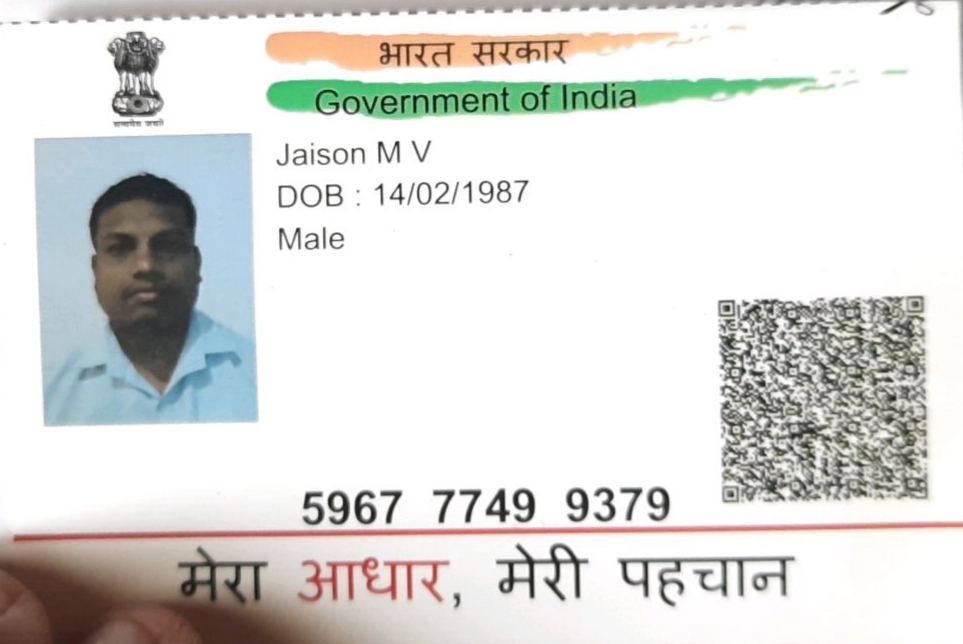 भारत सरकार
Government of India
सत्यमेव जयते
Jaison M V
DOB : 14/02/1987
Male
5967 7749 9379
मेरा आधार, मेरी पहचान